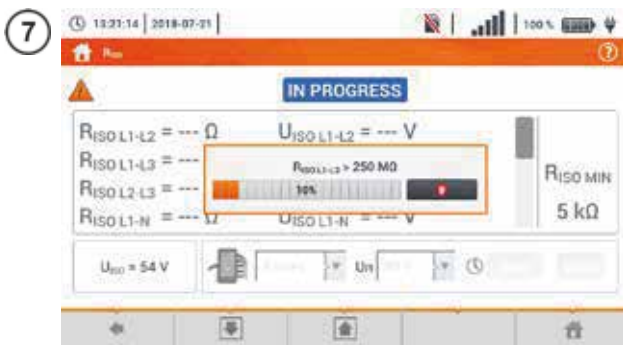 7
13:21:14 2018-07-21 100 %
RISO ?
IN PROGRESS
RISO L1-L2 = --- Ω UISO L1-L2 = --- V
RISO L1-L3 = ---
RISO L2-L3 = ---
RISO L1-N = --- Ω UISO L1-N = --- V
RISO L1-L3 > 250 MΩ
10%
RISO MIN
5 kΩ
UISO = 54 V Un